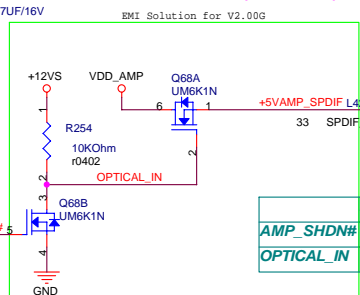 7UF/16V
EMI Solution for V2.00G
+12VS
VDD_AMP
Q68A
UM6K1N
6
1
+5VAMP_SPDIF
33
SPDIF
2
1
R254
10KOhm
r0402
2
OPTICAL_IN
3
Q68B
UM6K1N
5
4
GND
AMP_SHDN#
OPTICAL_IN